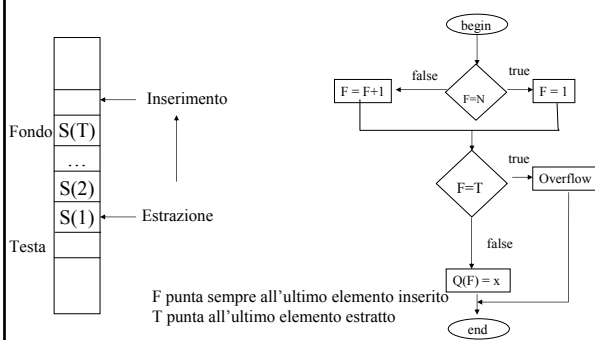 Inserimento
Fondo
S(T)
…
S(2)
S(1)
Estrazione
Testa
F punta sempre all'ultimo elemento inserito
T punta all'ultimo elemento estratto
begin
false
true
F = F+1
F=N
F = 1
true
F=T
Overflow
false
Q(F) = x
end